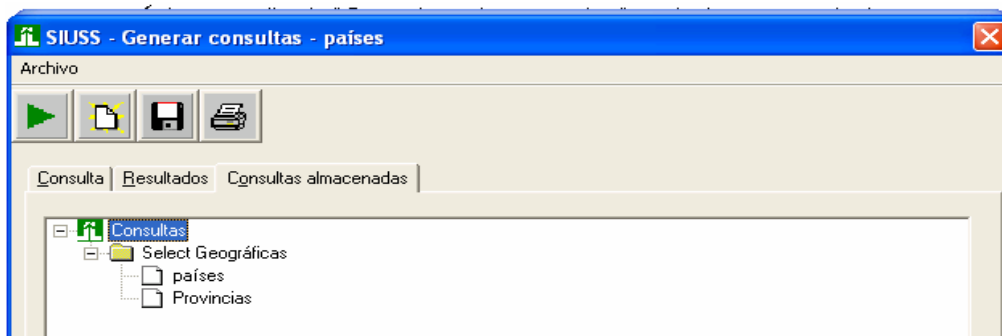 SIUSS - Generar consultas - países
Archivo
Consulta Resultados Consultas almacenadas
Consultas
Select Geográficas
países
Provincias